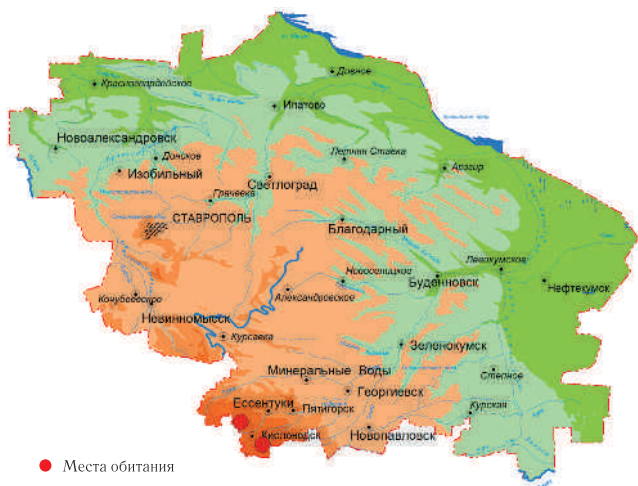 Дивное
Красногвардейское
Ипатово
Новоалександровск
Донское
Летняя Ставка
Арзгир
Изобильный
Светлоград
Грачевка
СТАВРОПОЛЬ
Благодарный
Левокумское
Новоселицкое
Буденновск
Нефтекумск
Кочубеевское
Александровское
Невинномысск
Курсавка
Зеленокумск
Минеральные Воды
Степное
Георгиевск
Ессентуки
Пятигорск
Курская
Кисловодск
Новопавловск
Места обитания